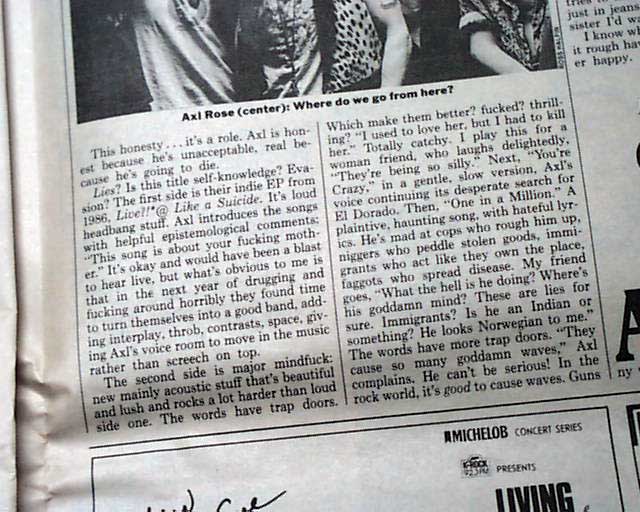 Axl Rose (center): Where do we go from here?
This honesty . . . it's a role. Axl is hon-
est because he's unacceptable, real be-
cause he's going to die.
Lies? Is this title self-knowledge? Eva-
sion? The first side is their indie EP from
1986, Live!!*@ Like a Suicide. It's loud
headbang stuff. Axl introduces the songs
with helpful epistemological comments:
"This song is about your fucking moth-
er." It's okay and would have been a blast
to hear live, but what's obvious to me is
that in the next year of drugging and
fucking around horribly they found time
to turn themselves into a good band, add-
ing interplay, throb, contrasts, space, giv-
ing Axl's voice room to move in the music
rather than screech on top.
The second side is major mindfuck:
new mainly acoustic stuff that's beautiful
and lush and rocks a lot harder than loud
side one. The words have trap doors.
Which make them better? fucked? thrill-
ing? "I used to love her, but I had to kill
her." Totally catchy. I play this for a
woman friend, who laughs delightedly,
"They're being so silly." Next, "You're
Crazy," in a gentle, slow version, Axl's
voice continuing its desperate search for
El Dorado. Then, "One in a Million." A
plaintive, haunting song, with hateful lyr-
ics. He's mad at cops who rough him up,
niggers who peddle stolen goods, immi-
grants who act like they own the place,
faggots who spread disease. My friend
goes, "What the hell is he doing? Where's
his goddamn mind? These are lies for
sure. Immigrants? Is he an Indian or
something? He looks Norwegian to me."
The words have more trap doors. "They
cause so many goddamn waves," Axl
complains. He can't be serious! In the
rock world, it's good to cause waves. Guns
just in jean
sister I'd w
I know wi
it rough ha
er happy.
A
ny
MICHELOB CONCERT SERIES
K-ROCK
92.3 FM
PRESENTS
LIVING